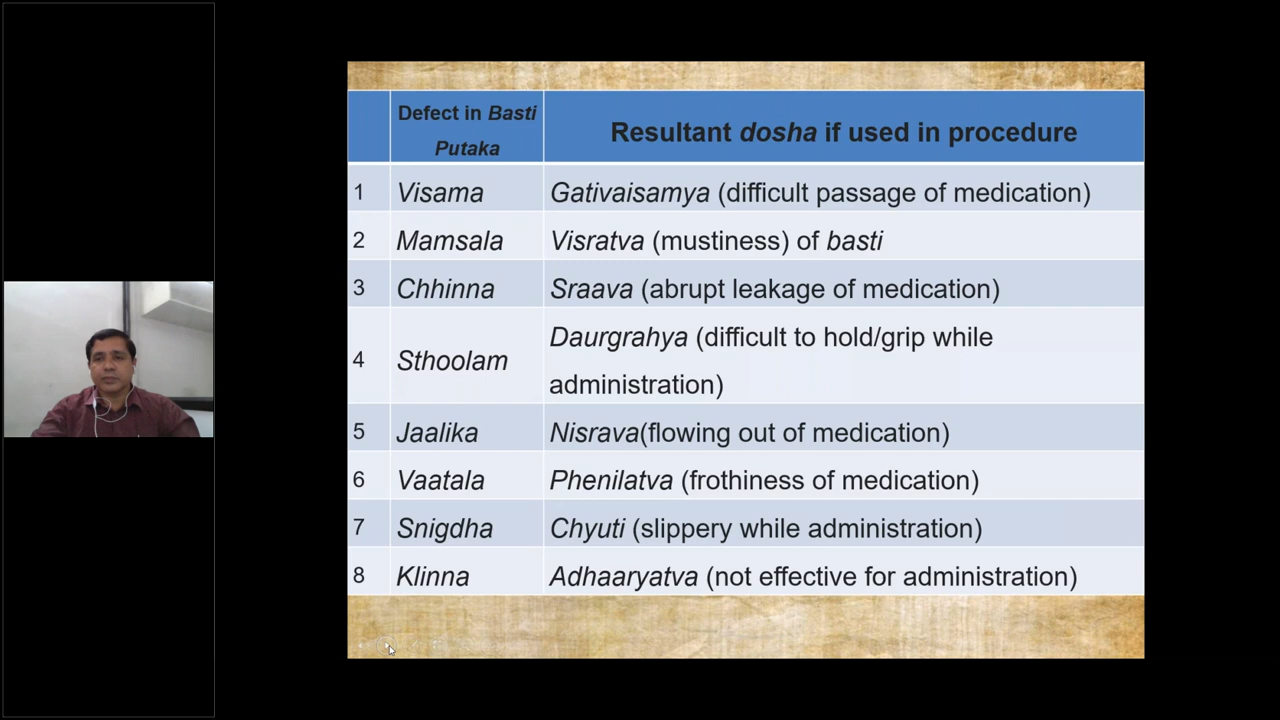 Defect in Basti
Putaka
Resultant dosha if used in procedure
1 Visama Gativaisamya (difficult passage of medication)
2 Mamsala Visratva (mustiness) of basti
3 Chhinna Sraava (abrupt leakage of medication)
4 Sthoolam Daurgrahya (difficult to hold/grip while
administration)
5 Jaalika Nisrava(flowing out of medication)
6 Vaatala Phenilatva (frothiness of medication)
7 Snigdha Chyuti (slippery while administration)
8 Klinna Adhaaryatva (not effective for administration)